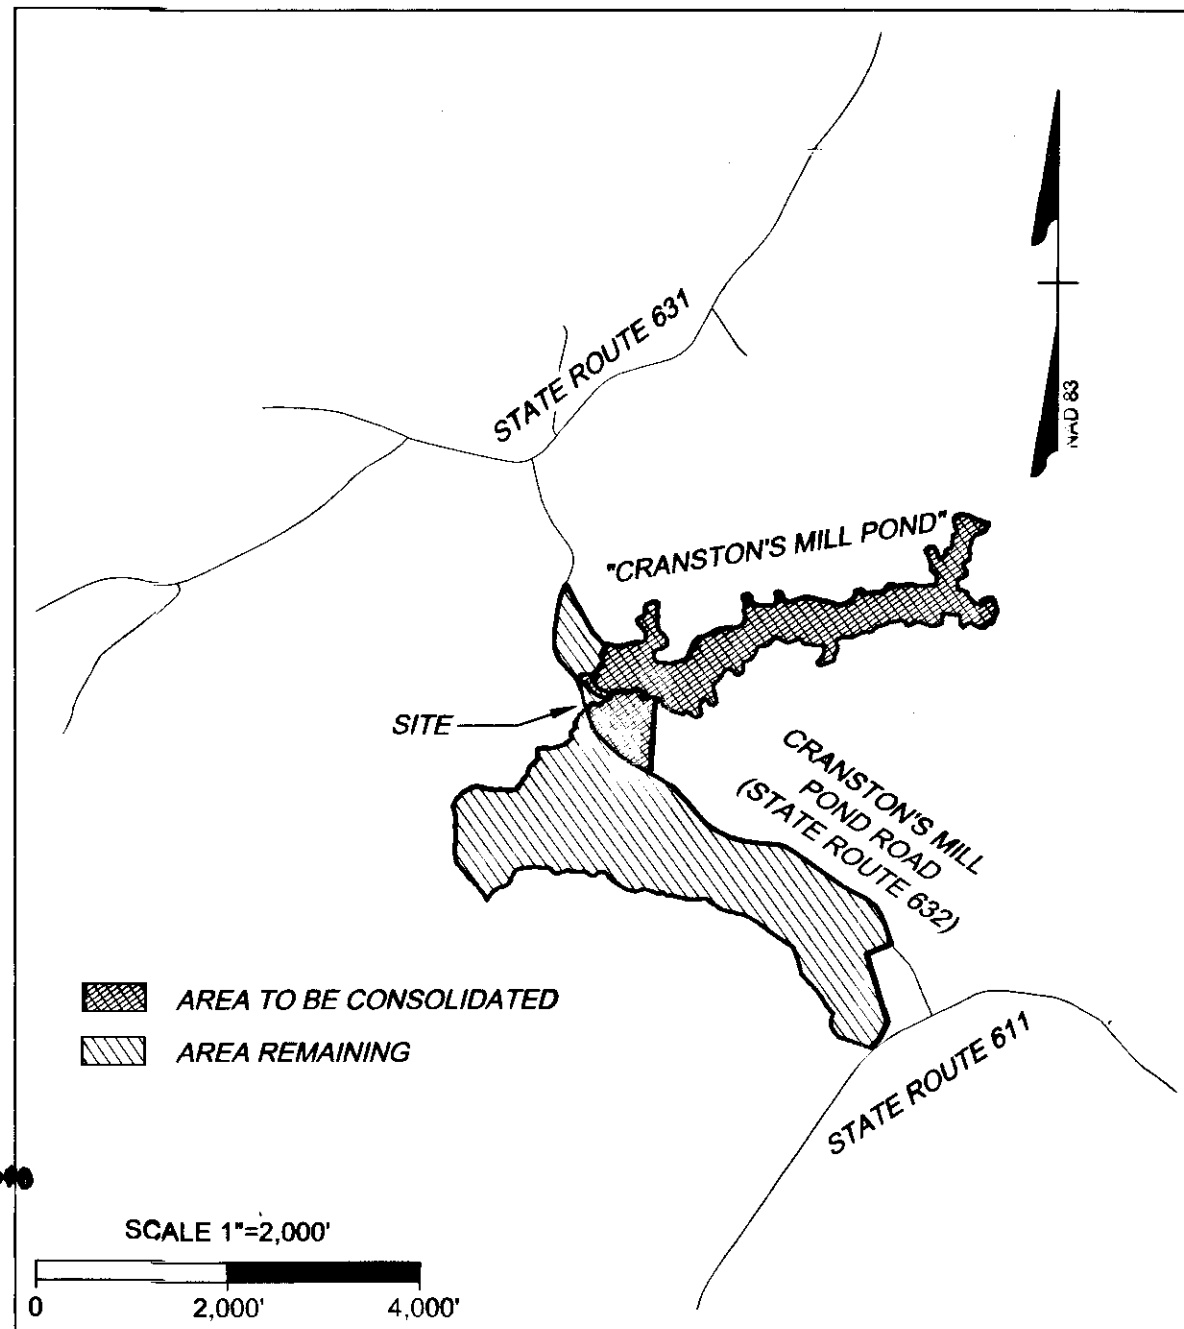 STATE ROUTE 631
NAD 83
"CRANSTON'S MILL POND"
SITE
CRANSTON'S MILL
POND ROAD
(STATE ROUTE 632)
AREA TO BE CONSOLIDATED
AREA REMAINING
STATE ROUTE 611
SCALE 1"=2,000'
0 2,000' 4,000'